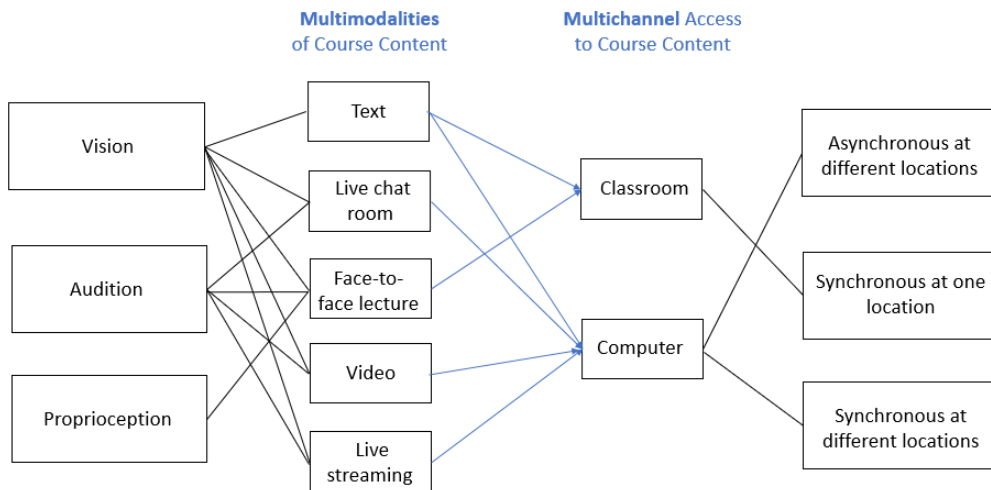 Multimodalities
of Course Content
Multichannel Access
to Course Content
Vision
Audition
Proprioception
Text
Live chat
room
Face-to-
face lecture
Video
Live
streaming
Classroom
Computer
Asynchronous at
different locations
Synchronous at one
location
Synchronous at
different locations